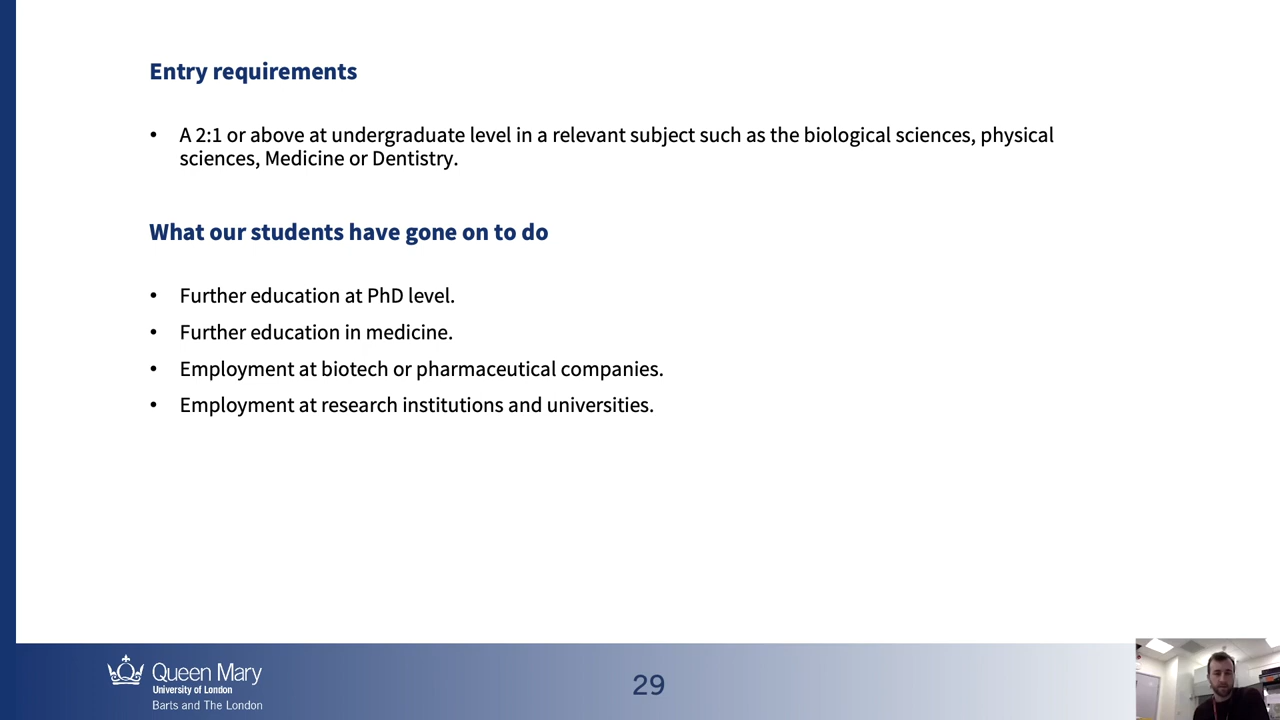 Entry requirements
• A 2:1 or above at undergraduate level in a relevant subject such as the biological sciences, physical
sciences, Medicine or Dentistry.
What our students have gone on to do
• Further education at PhD level.
• Further education in medicine.
• Employment at biotech or pharmaceutical companies.
• Employment at research institutions and universities.
Queen Mary
University of London
Barts and The London
29